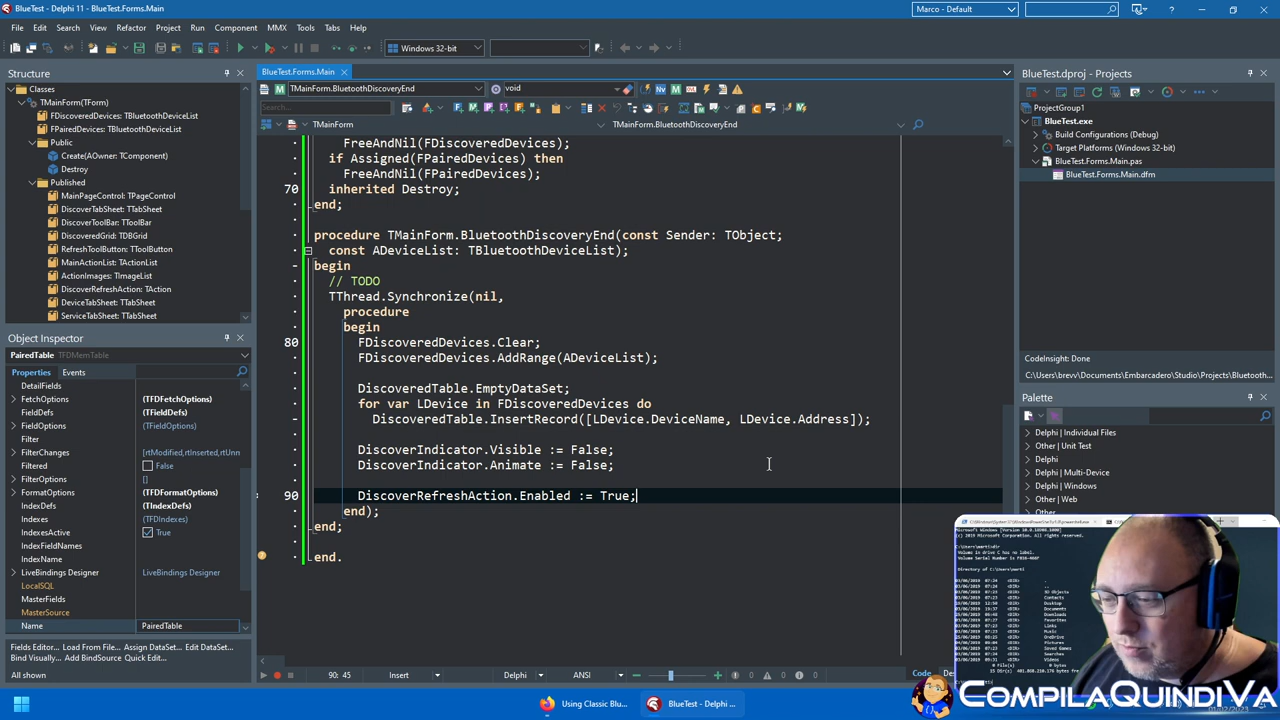 BlueTest - Delphi 11 - BlueTest.Forms.Main
Marco - Default
File Edit Search View Refactor Project Run Component MMX Tools Tabs Help
Windows 32-bit
Structure
Classes
TMainForm(TForm)
FDiscoveredDevices: TBluetoothDeviceList
FPairedDevices: TBluetoothDeviceList
Public
Create(AOwner: TComponent)
Destroy
Published
MainPageControl: TPageControl
DiscoverTabSheet: TTabSheet
DiscoverToolBar: TToolBar
DiscoveredGrid: TDBGrid
RefreshToolButton: TToolButton
MainActionList: TActionList
ActionImages: TImageList
DiscoverRefreshAction: TAction
DeviceTabSheet: TTabSheet
ServiceTabSheet: TTabSheet
Object Inspector
PairedTable TFDMemTable
Properties Events
DetailFields
FetchOptions (TFDFetchOptions)
FieldDefs (TFieldDefs)
FieldOptions (TFieldOptions)
Filter
FilterChanges [rtModified,rtInserted,rtUnm
Filtered False
FilterOptions []
FormatOptions (TFDFormatOptions)
IndexDefs (TIndexDefs)
Indexes (TFDIndexes)
IndexesActive True
IndexFieldNames
IndexName
LiveBindings Designer LiveBindings Designer
LocalSQL
MasterFields
MasterSource
Name PairedTable
Fields Editor... Load From File... Assign DataSet... Edit DataSet...
Bind Visually... Add BindSource Quick Edit...
All shown
BlueTest.Forms.Main
TMainForm.BluetoothDiscoveryEnd void
Search...
TMainForm TMainForm.BluetoothDiscoveryEnd
FreeAndNil(FDiscoveredDevices);
if Assigned(FPairedDevices) then
FreeAndNil(FPairedDevices);
70 inherited Destroy;
end;
procedure TMainForm.BluetoothDiscoveryEnd(const Sender: TObject;
const ADeviceList: TBluetoothDeviceList);
begin
// TODO
TThread.Synchronize(nil,
procedure
begin
80 FDiscoveredDevices.Clear;
FDiscoveredDevices.AddRange(ADeviceList);
DiscoveredTable.EmptyDataSet;
for var LDevice in FDiscoveredDevices do
DiscoveredTable.InsertRecord([LDevice.DeviceName, LDevice.Address]);
DiscoverIndicator.Visible := False;
DiscoverIndicator.Animate := False;
90 DiscoverRefreshAction.Enabled := True;
end);
end;
end.
90: 45 Insert Delphi ANSI 0 0 0 Code
BlueTest.dproj - Projects
ProjectGroup1
BlueTest.exe
Build Configurations (Debug)
Target Platforms (Windows 32-bit)
BlueTest.Forms.Main.pas
BlueTest.Forms.Main.dfm
CodeInsight: Done
C:\Users\brevv\Documents\Embarcadero\Studio\Projects\Bluetooth...
Palette
Delphi | Individual Files
Other | Unit Test
Delphi
Delphi | Multi-Device
Delphi | Windows
Other | Web
Using Classic Blu...
BlueTest - Delphi ...
COMPILAQUINDIVA